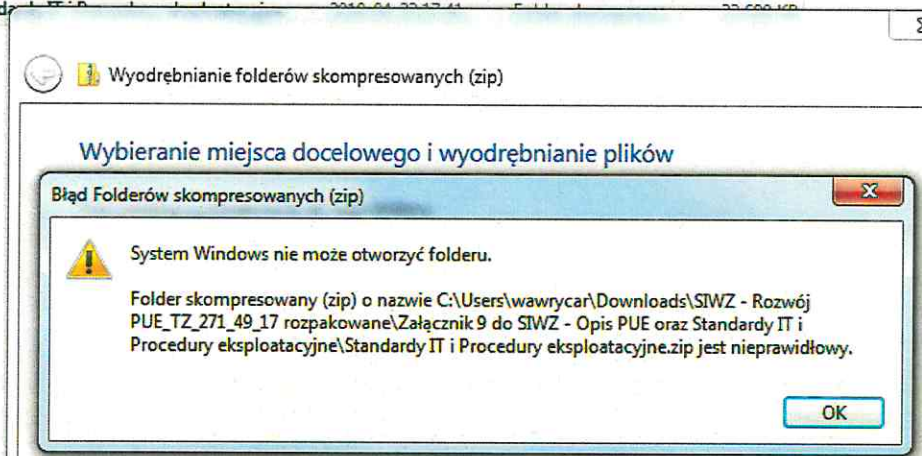 Wyodrębnianie folderów skompresowanych (zip)
Wybieranie miejsca docelowego i wyodrębnianie plików
Błąd Folderów skompresowanych (zip)
System Windows nie może otworzyć folderu.
Folder skompresowany (zip) o nazwie C:\Users\wawrycar\Downloads\SIWZ - Rozwój
PUE_TZ_271_49_17 rozpakowane\Załącznik 9 do SIWZ - Opis PUE oraz Standardy IT i
Procedury eksploatacyjne\Standardy IT i Procedury eksploatacyjne.zip jest nieprawidłowy.
OK